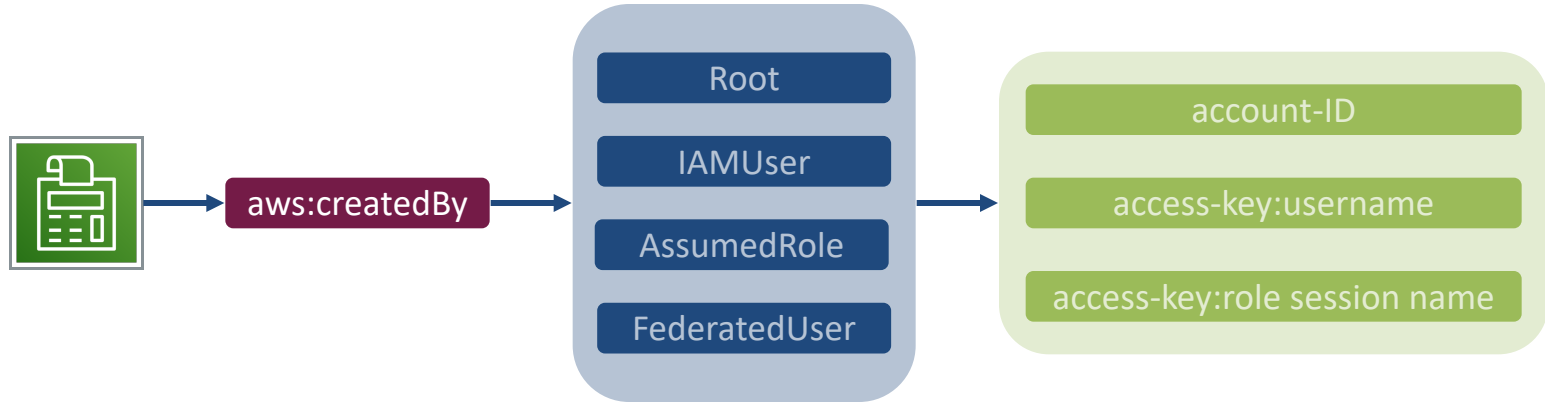 aws:createdBy
Root
IAMUser
AssumedRole
FederatedUser
account-ID
access-key:username
access-key:role session name